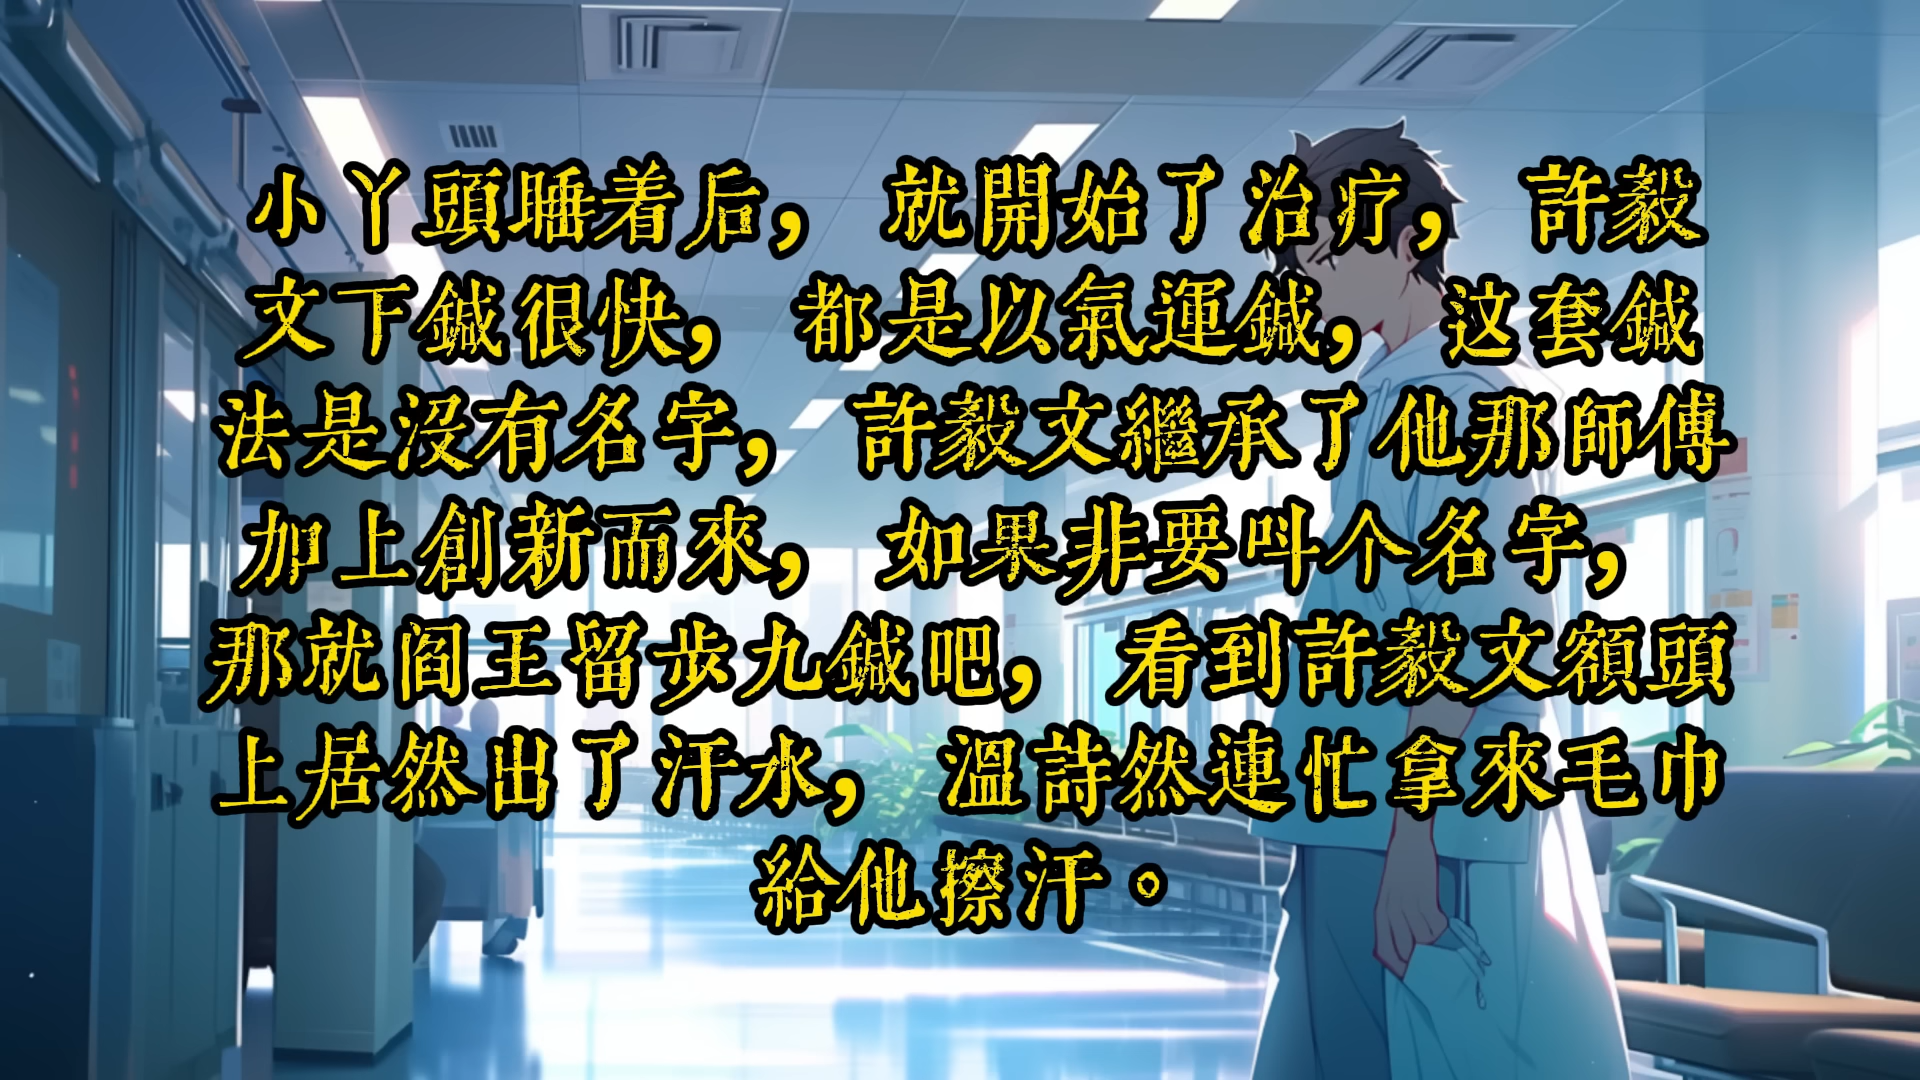 小丫頭睡着后，就開始了治疗，許毅
文下鍼很快，都是以氣運鍼，这套鍼
法是沒有名字，許毅文繼承了他那師傅
加上創新而來，如果非要呌个名字，
那就阎王留步九鍼吧，看到許毅文額頭
上居然出了汗水，溫詩然連忙拿來毛巾
給他擦汗。